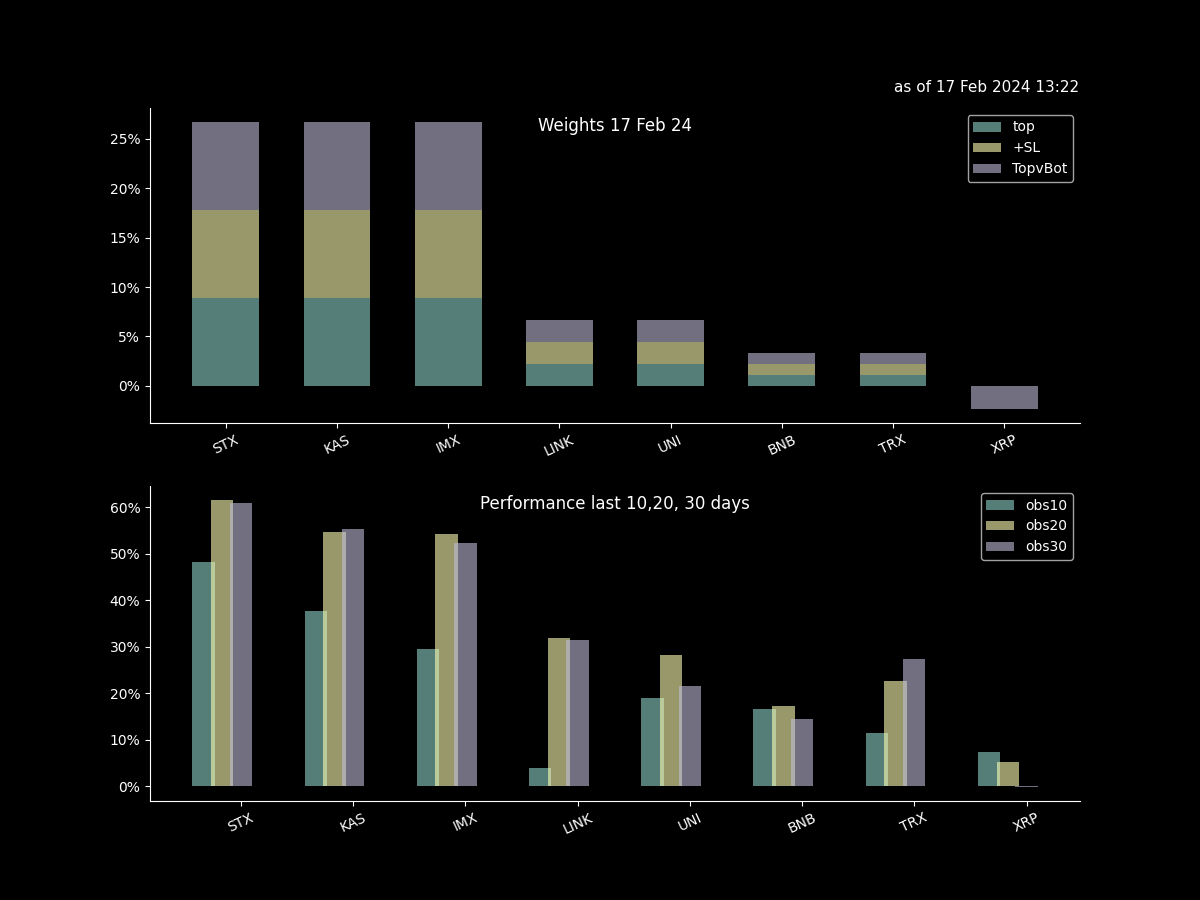 as of 17 Feb 2024 13:22
Weights 17 Feb 24
top
+SL
TopvBot
25%
20%
15%
10%
5%
0%
STX KAS IMX LINK UNI BNB TRX XRP
Performance last 10,20, 30 days
obs10
obs20
obs30
60%
50%
40%
30%
20%
10%
0%
STX KAS IMX LINK UNI BNB TRX XRP